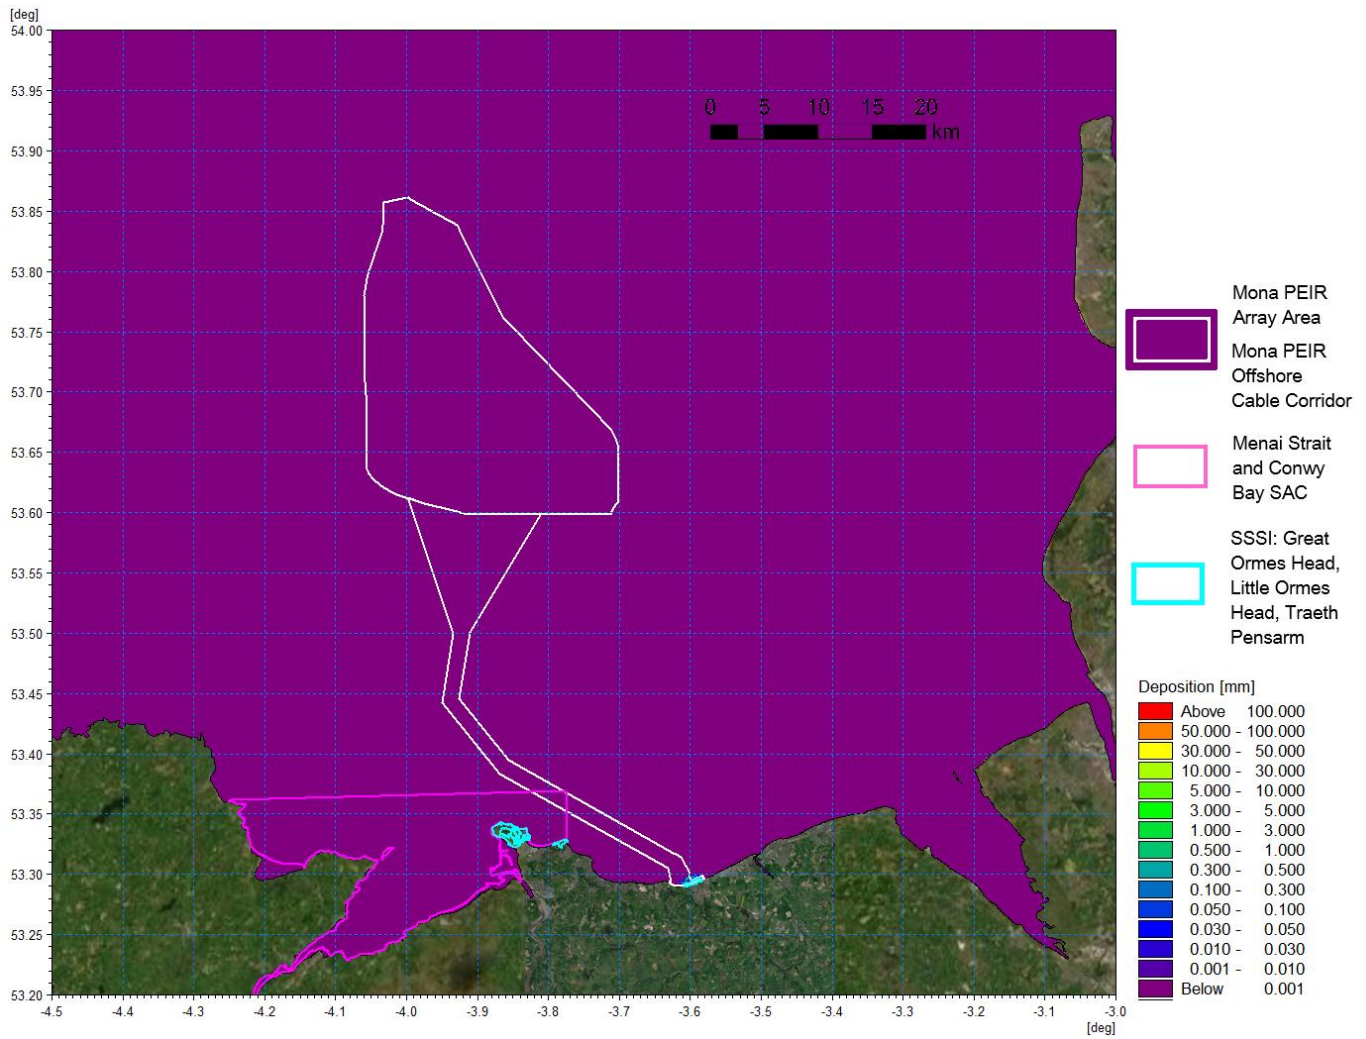 [deg]
54.00
53.95
53.90
53.85
53.80
53.75
53.70
53.65
53.60
53.55
53.50
53.45
53.40
53.35
53.30
53.25
53.20
-4.5 -4.4 -4.3 -4.2 -4.1 -4.0 -3.9 -3.8 -3.7 -3.6 -3.5 -3.4 -3.3 -3.2 -3.1 -3.0
[deg]
0 5 10 15 20
km
Mona PEIR
Array Area
Mona PEIR
Offshore
Cable Corridor
Menai Strait
and Conwy
Bay SAC
SSSI: Great
Ormes Head,
Little Ormes
Head, Traeth
Pensarm
Deposition [mm]
Above 100.000
50.000 - 100.000
30.000 - 50.000
10.000 - 30.000
5.000 - 10.000
3.000 - 5.000
1.000 - 3.000
0.500 - 1.000
0.300 - 0.500
0.100 - 0.300
0.050 - 0.100
0.030 - 0.050
0.010 - 0.030
0.001 - 0.010
Below 0.001